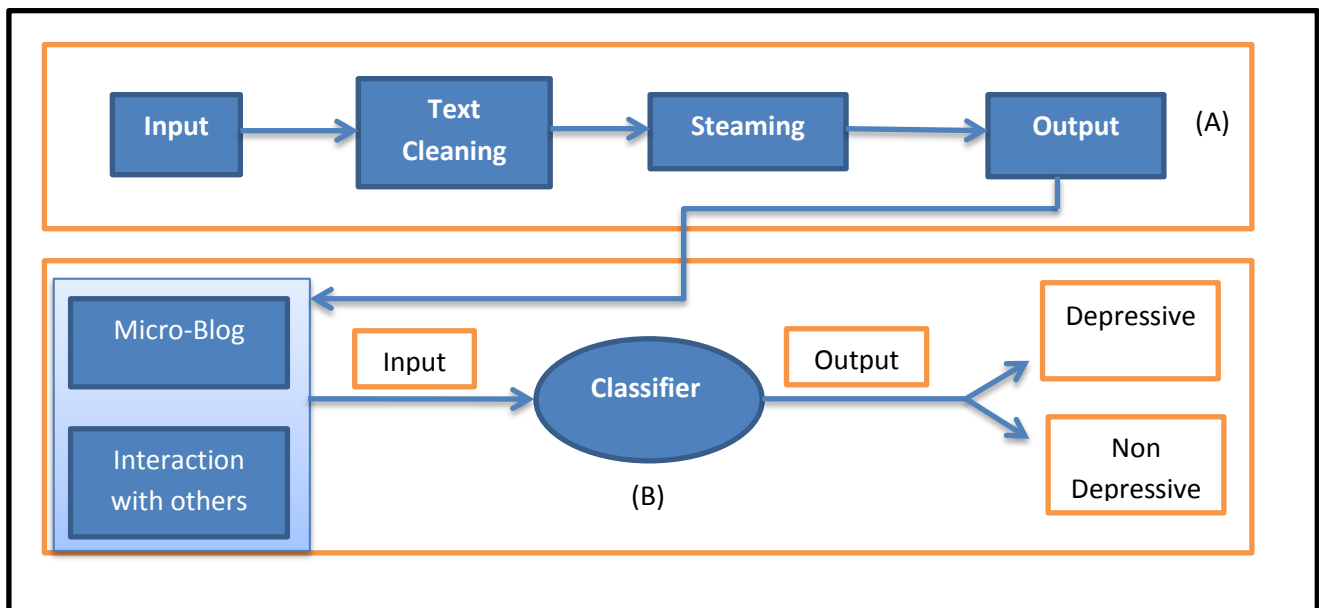 Input
Text
Cleaning
Steaming
Output
(A)
Micro-Blog
Interaction
with others
Input
Classifier
(B)
Output
Depressive
Non
Depressive